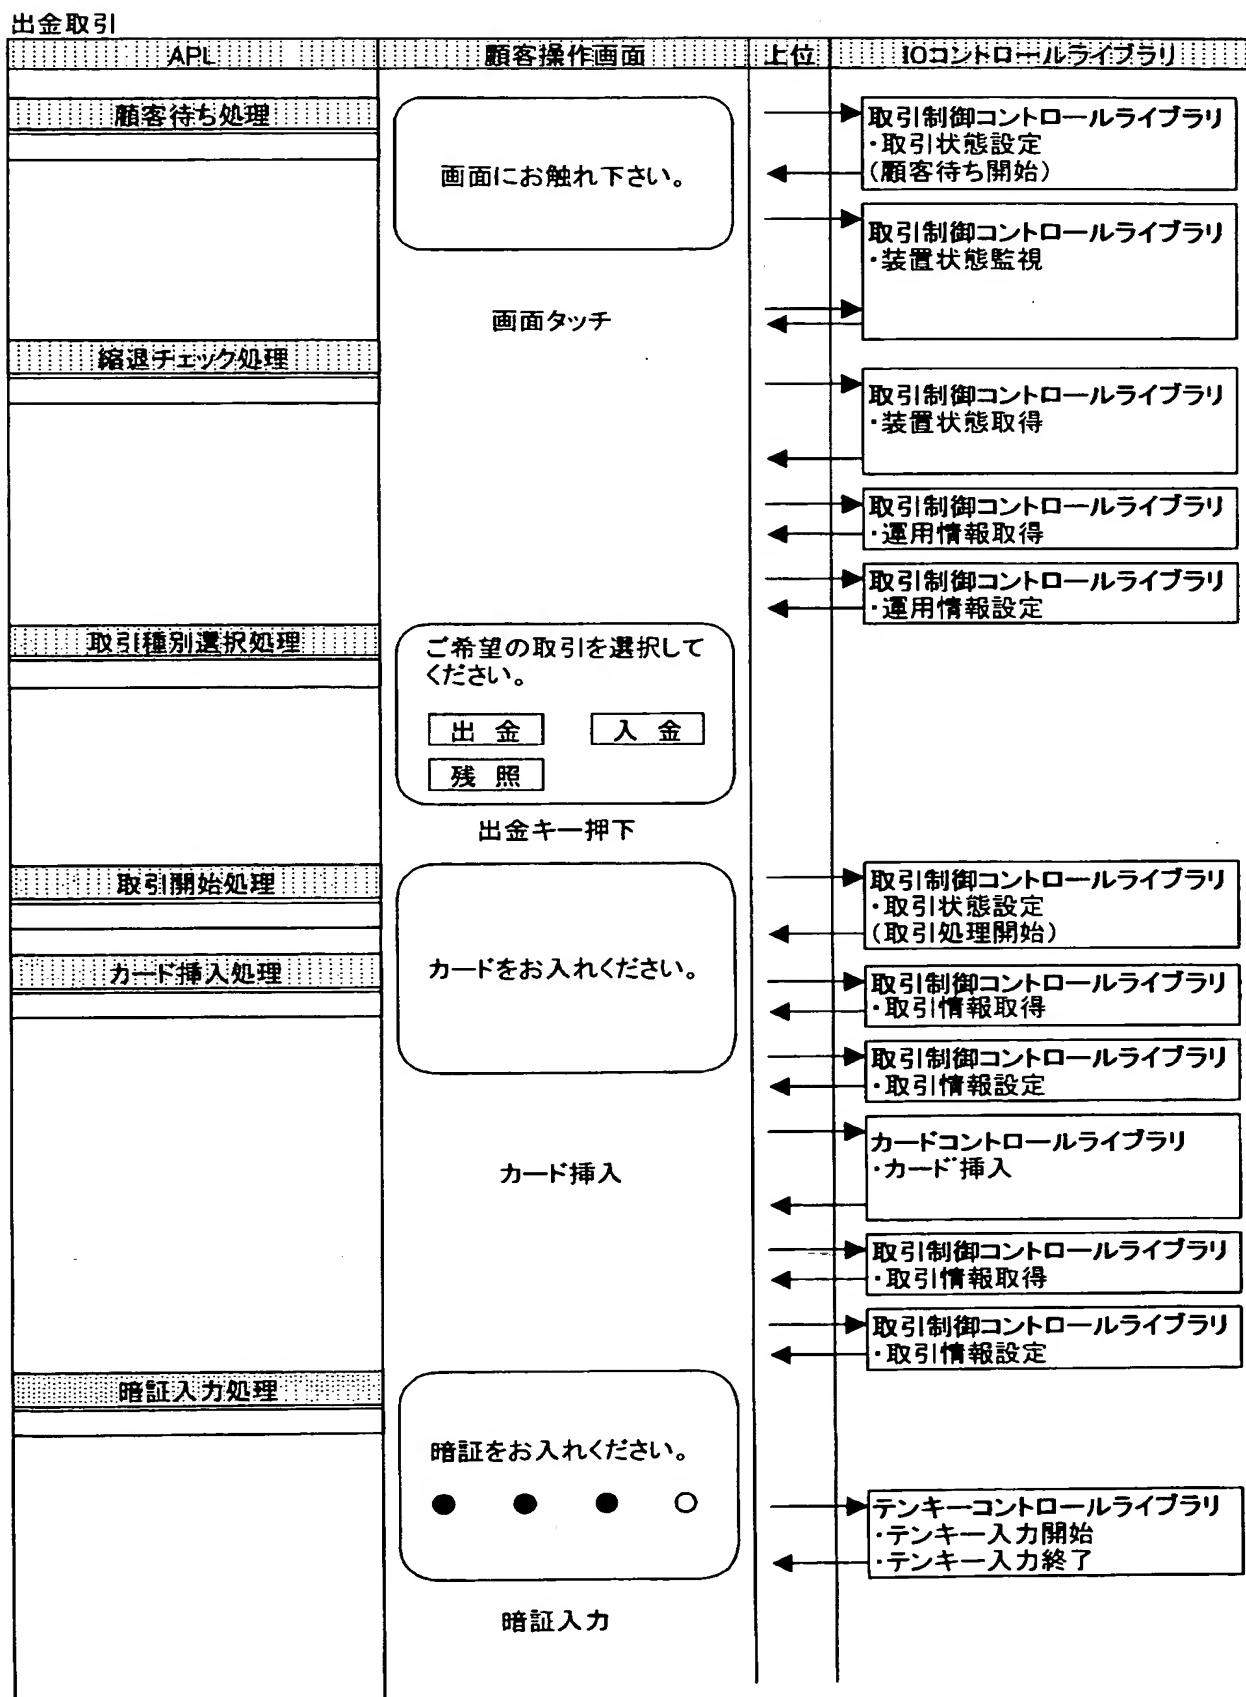 出金取引
APL 顧客操作画面 上位 IOコントロールライブラリ
顧客待ち処理
画面にお触れ下さい。
取引制御コントロールライブラリ
・取引状態設定
(顧客待ち開始)
取引制御コントロールライブラリ
・装置状態監視
画面タッチ
縮退チェック処理
取引制御コントロールライブラリ
・装置状態取得
取引制御コントロールライブラリ
・運用情報取得
取引制御コントロールライブラリ
・運用情報設定
取引種別選択処理
ご希望の取引を選択して
ください。
出 金 入 金
残 照
出金キー押下
取引開始処理
取引制御コントロールライブラリ
・取引状態設定
(取引処理開始)
カード挿入処理
カードをお入れください。
取引制御コントロールライブラリ
・取引情報取得
取引制御コントロールライブラリ
・取引情報設定
カードコントロールライブラリ
・カード挿入
カード挿入
取引制御コントロールライブラリ
・取引情報取得
取引制御コントロールライブラリ
・取引情報設定
暗証入力処理
暗証をお入れください。
テンキーコントロールライブラリ
・テンキー入力開始
・テンキー入力終了
暗証入力